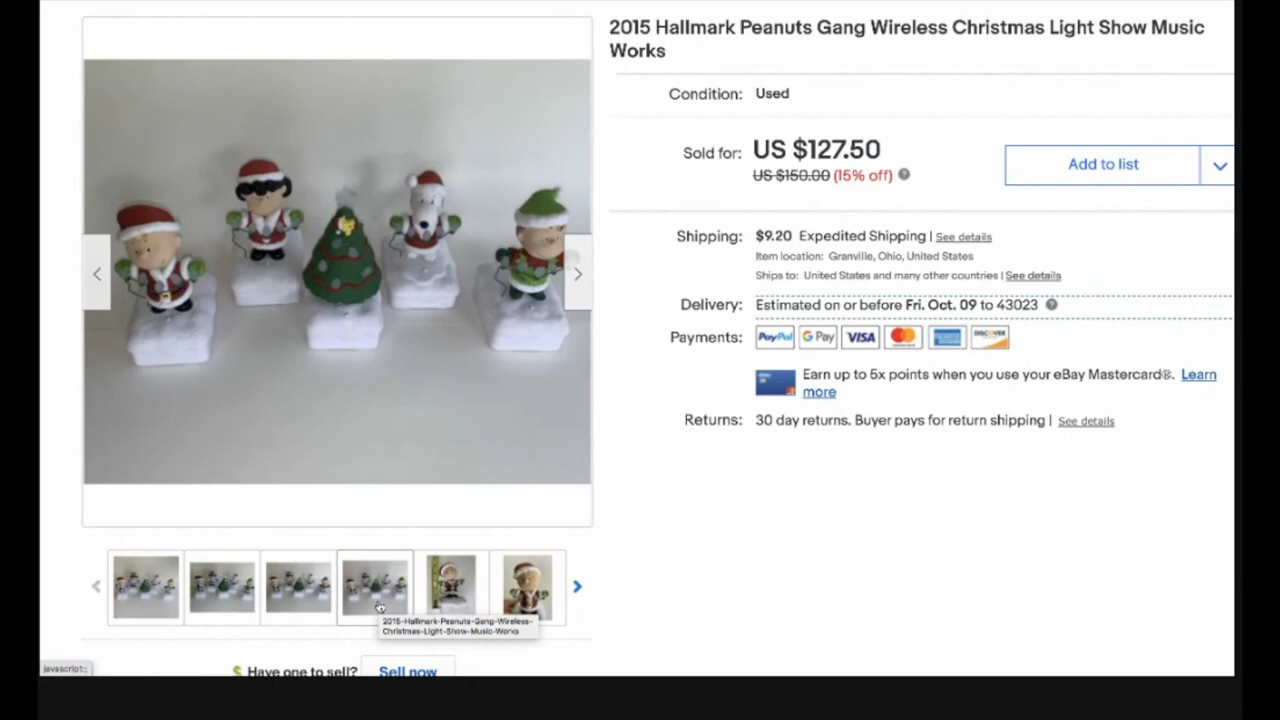 2015 Hallmark Peanuts Gang Wireless Christmas Light Show Music
Works
Condition: Used
Sold for: US $127.50
US $150.00 (15% off)
Add to list
Shipping: $9.20 Expedited Shipping | See details
Item location: Granville, Ohio, United States
Ships to: United States and many other countries | See details
Delivery: Estimated on or before Fri. Oct. 09 to 43023
Payments: PayPal G Pay VISA DISCOVER
Earn up to 5x points when you use your eBay Mastercard®. Learn
more
Returns: 30 day returns. Buyer pays for return shipping | See details
2015-Hallmark-Peanuts-Gang-Wireless-
Christmas-Light-Show-Music-Works
javascript:;
$ Have one to sell? Sell now